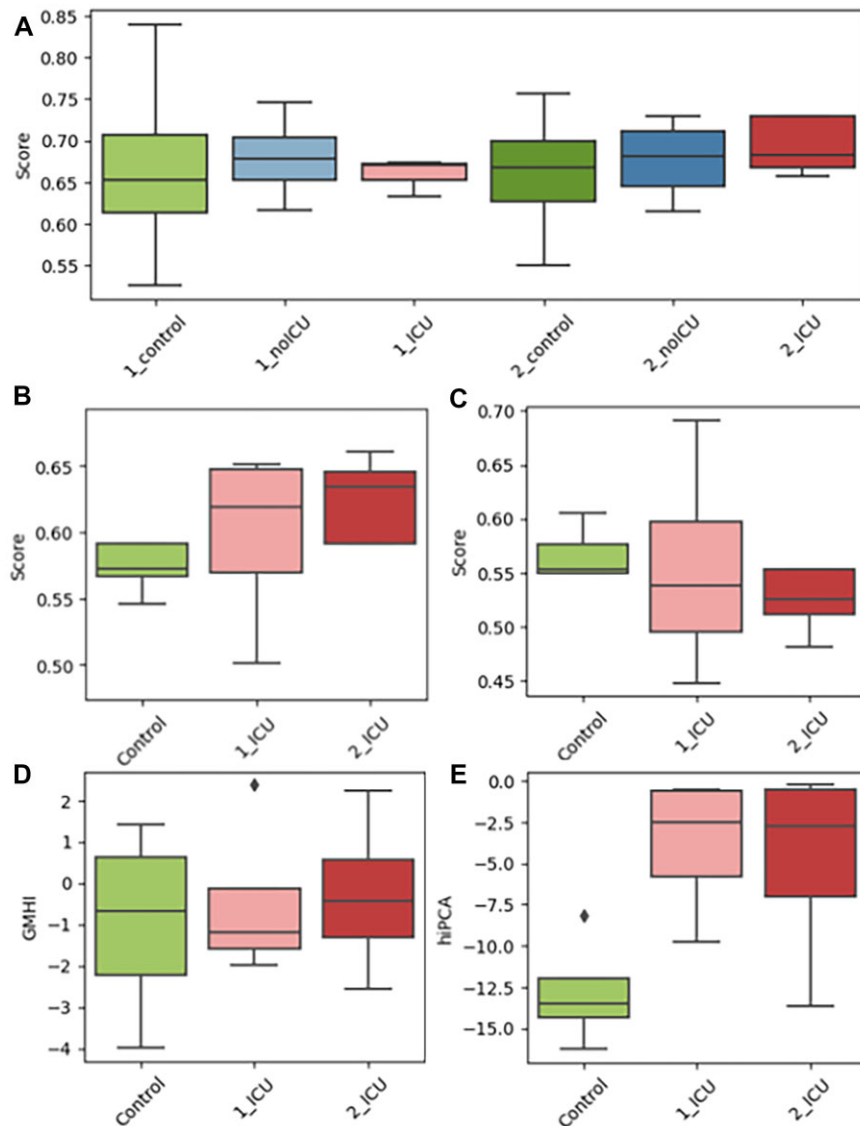 A
0.85
0.80
0.75
0.70
0.65
0.60
0.55
Score
1_control
1_noICU
1_ICU
2_control
2_noICU
2_ICU
B
0.65
0.60
0.55
0.50
Score
Control
1_ICU
2_ICU
C
0.70
0.65
0.60
0.55
0.50
0.45
Score
Control
1_ICU
2_ICU
D
2
1
0
−1
−2
−3
−4
GMHI
Control
1_ICU
2_ICU
E
0.0
−2.5
−5.0
−7.5
−10.0
−12.5
−15.0
hiPCA
Control
1_ICU
2_ICU